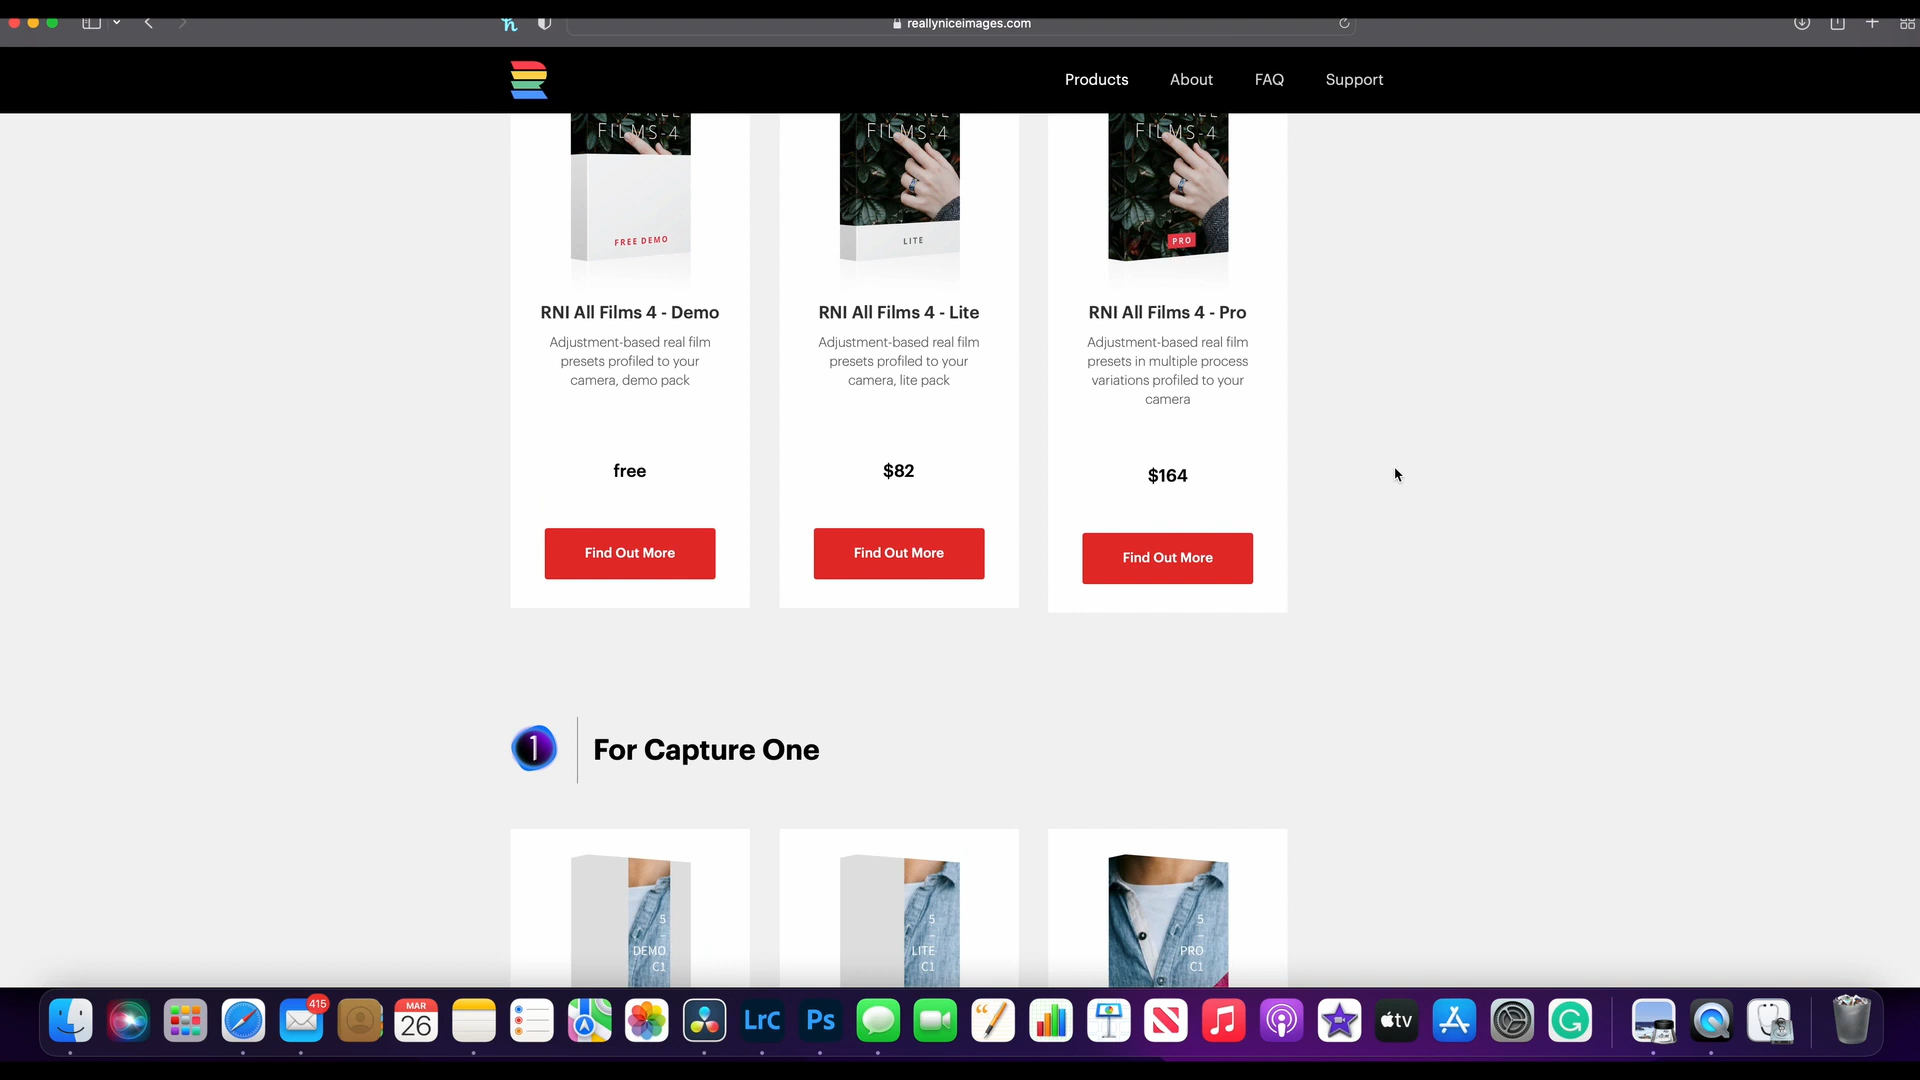 reallyniceimages.com
Products About FAQ Support
FILMS-4
FREE DEMO
FILMS-4
LITE
FILMS-4
PRO
RNI All Films 4 - Demo
Adjustment-based real film
presets profiled to your
camera, demo pack
free
Find Out More
RNI All Films 4 - Lite
Adjustment-based real film
presets profiled to your
camera, lite pack
$82
Find Out More
RNI All Films 4 - Pro
Adjustment-based real film
presets in multiple process
variations profiled to your
camera
$164
Find Out More
1
For Capture One
5
–
DEMO
C1
5
–
LITE
C1
5
–
PRO
C1
415
MAR
26
LrC
Ps
tv